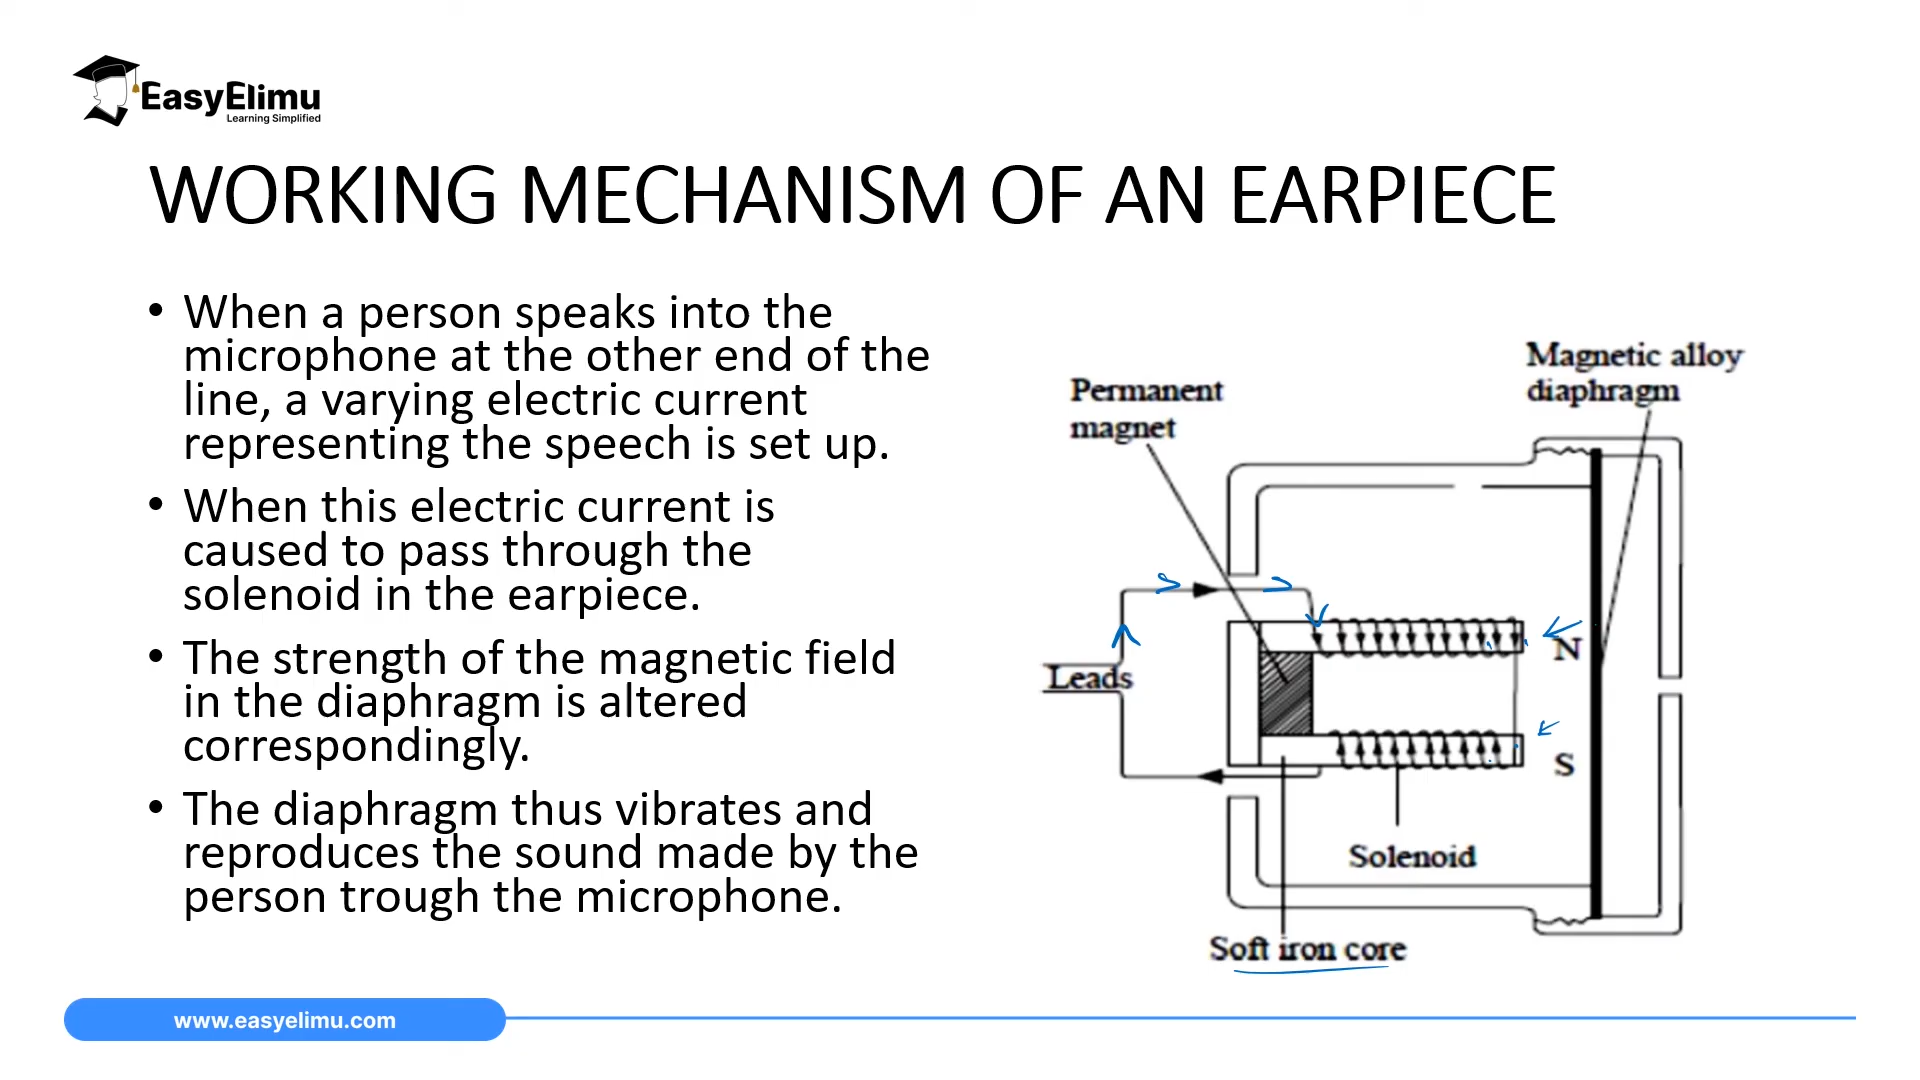 EasyElimu
Learning Simplified
WORKING MECHANISM OF AN EARPIECE
• When a person speaks into the
microphone at the other end of the
line, a varying electric current
representing the speech is set up.
• When this electric current is
caused to pass through the
solenoid in the earpiece.
• The strength of the magnetic field
in the diaphragm is altered
correspondingly.
• The diaphragm thus vibrates and
reproduces the sound made by the
person trough the microphone.
Magnetic alloy
diaphragm
Permanent
magnet
N
Leads
S
Solenoid
Soft iron core
www.easyelimu.com